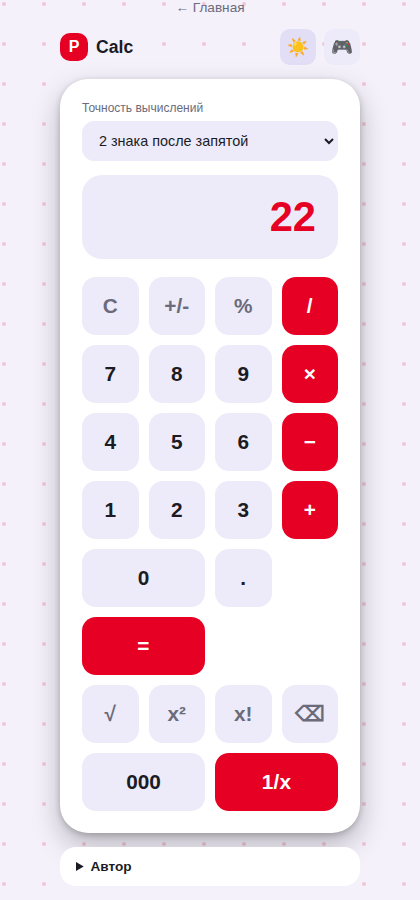 ← Главная
P Calc
Точность вычислений
2 знака после запятой
22
C +/- % /
7 8 9 ×
4 5 6 −
1 2 3 +
0 .
=
√ x² x! ⌫
000 1/x
Автор